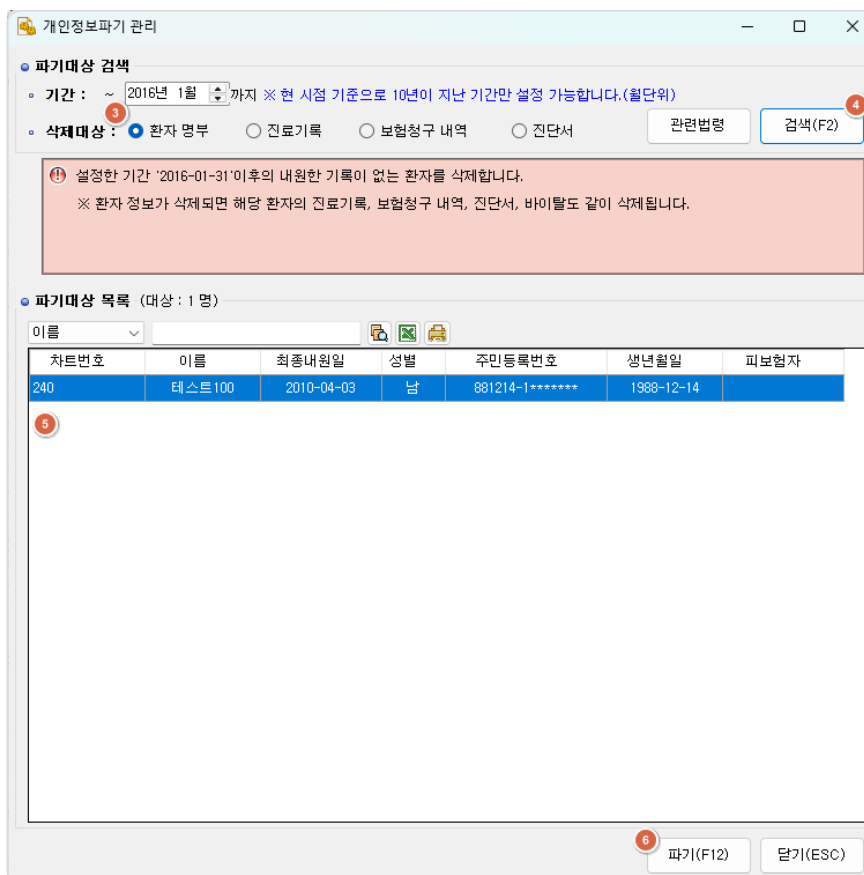 개인정보파기 관리
파기대상 검색
기간 : ~ 2016년 1월 까지 ※ 현 시점 기준으로 10년이 지난 기간만 설정 가능합니다.(월단위)
3
4
삭제대상 : 환자 명부 진료기록 보험청구 내역 진단서 관련법령 검색(F2)
설정한 기간 '2016-01-31'이후의 내원한 기록이 없는 환자를 삭제합니다.
※ 환자 정보가 삭제되면 해당 환자의 진료기록, 보험청구 내역, 진단서, 바이탈도 같이 삭제됩니다.
파기대상 목록 (대상 : 1 명)
이름
차트번호 이름 최종내원일 성별 주민등록번호 생년월일 피보험자
240 테스트100 2010-04-03 남 881214-1******* 1988-12-14
5
6
파기(F12) 닫기(ESC)